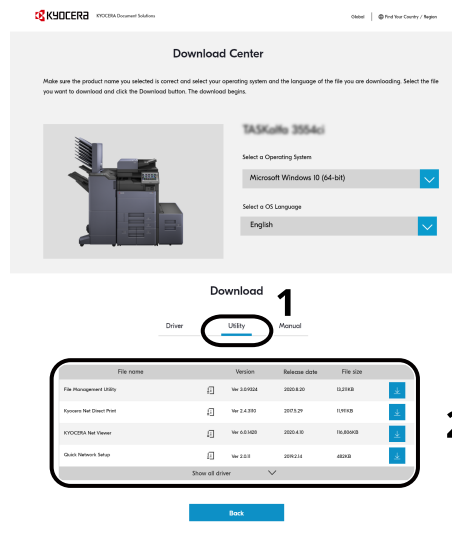 KYOCERA KYOCERA Document Solutions
Global Find Your Country / Region
Download Center
Make sure the product name you selected is correct and select your operating system and the language of the file you are downloading. Select the file
you want to download and click the Download button. The download begins.
TASKalfa 3554ci
Select a Operating System
Microsoft Windows 10 (64-bit)
Select a OS Language
English
Download 1
Driver Utility Manual
File name Version Release date File size
File Management Utility Ver 3.0.9324 2020.8.20 13,211KB
Kyocera Net Direct Print Ver 2.4.3110 2017.5.29 11,911KB
KYOCERA Net Viewer Ver 6.0.1428 2020.4.10 116,806KB
Quick Network Setup Ver 2.0.11 2019.2.14 482KB
2
Show all driver
Back